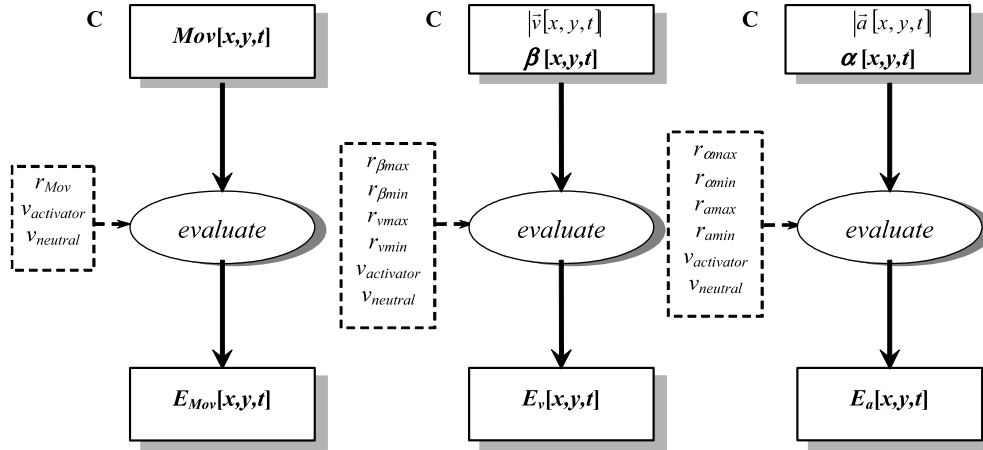 C
Mov[x,y,t]
r_Mov
v_activator
v_neutral
evaluate
E_Mov[x,y,t]
C
|v⃗[x, y, t]|
β[x,y,t]
r_βmax
r_βmin
r_vmax
r_vmin
v_activator
v_neutral
evaluate
E_v[x,y,t]
C
|a⃗[x, y, t]|
α[x,y,t]
r_αmax
r_αmin
r_amax
r_amin
v_activator
v_neutral
evaluate
E_a[x,y,t]